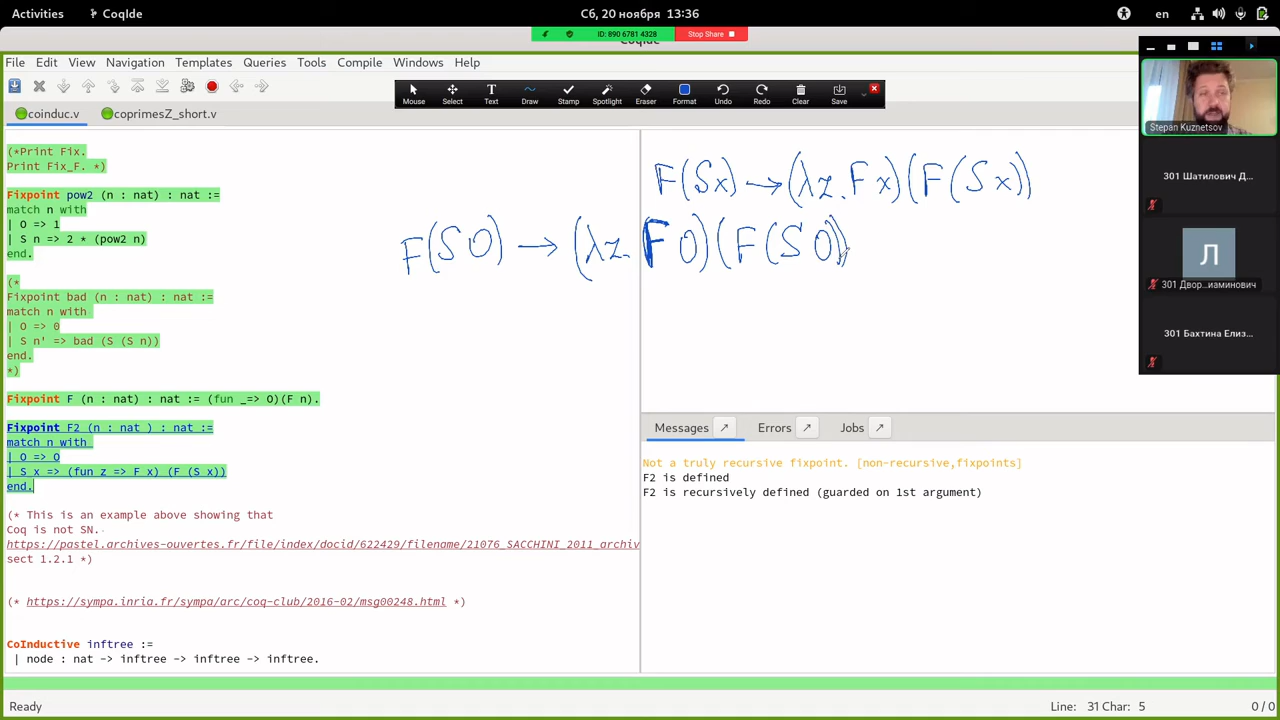 Activities CoqIde Сб, 20 ноября 13:36 en
ID: 890 6781 4328 Stop Share
CoqIde
File Edit View Navigation Templates Queries Tools Compile Windows Help
Mouse Select Text Draw Stamp Spotlight Eraser Format Undo Redo Clear Save
coinduc.v coprimesZ_short.v
(*Print Fix.
Print Fix_F. *)
Fixpoint pow2 (n : nat) : nat :=
match n with
| O => 1
| S n => 2 * (pow2 n)
end.
(*
Fixpoint bad (n : nat) : nat :=
match n with
| O => 0
| S n' => bad (S (S n))
end.
*)
Fixpoint F (n : nat) : nat := (fun _=> O)(F n).
Fixpoint F2 (n : nat ) : nat :=
match n with
| O => O
| S x => (fun z => F x) (F (S x))
end.
(* This is an example above showing that
Coq is not SN.
https://pastel.archives-ouvertes.fr/file/index/docid/622429/filename/21076_SACCHINI_2011_archiv
sect 1.2.1 *)
(* https://sympa.inria.fr/sympa/arc/coq-club/2016-02/msg00248.html *)
CoInductive inftree :=
| node : nat -> inftree -> inftree -> inftree.
F(Sx) → (λz.F x)(F(S x))
F(S O) → (λz. F O)(F(S O))
Messages Errors Jobs
Not a truly recursive fixpoint. [non-recursive,fixpoints]
F2 is defined
F2 is recursively defined (guarded on 1st argument)
Stepan Kuznetsov
301 Шатилович Д...
Л
301 Двор...иаминович
301 Бахтина Елиз...
Ready Line: 31 Char: 5 0 / 0